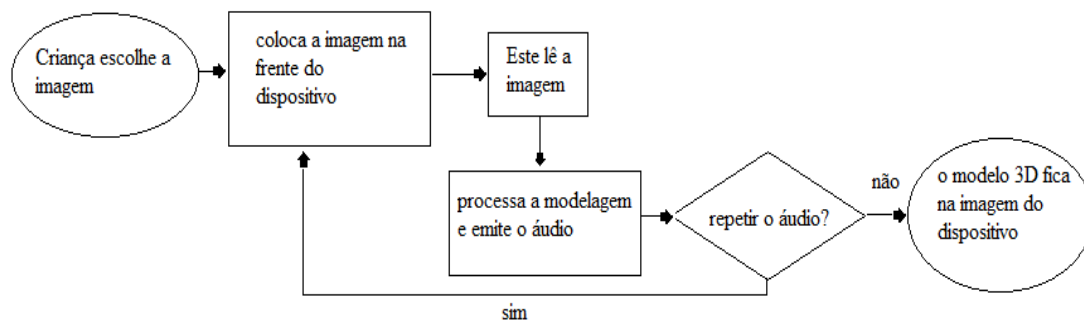 Criança escolhe a
imagem
coloca a imagem na
frente do
dispositivo
Este lê a
imagem
processa a modelagem
e emite o áudio
repetir o áudio?
não
o modelo 3D fica
na imagem do
dispositivo
sim